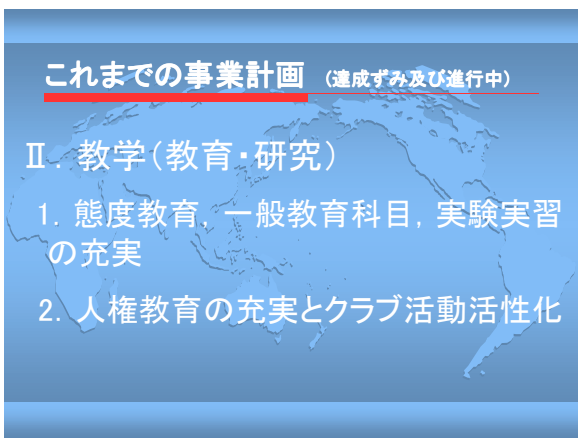 これまでの事業計画 (達成ずみ及び進行中)
Ⅱ. 教学(教育・研究)
1. 態度教育, 一般教育科目, 実験実習
の充実
2. 人権教育の充実とクラブ活動活性化